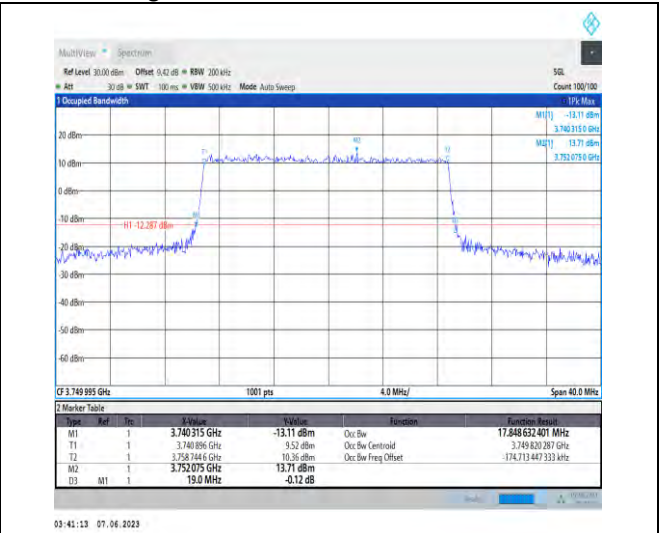 MultiView Spectrum
Ref Level 30.00 dBm Offset 9.42 dB RBW 200 kHz SGL
Att 30 dB SWT 100 ms VBW 500 kHz Mode Auto Sweep Count 100/100
1 Occupied Bandwidth 1Pk Max
M1[1] -13.11 dBm
3.740 315 0 GHz
M2[1] 13.71 dBm
3.752 075 0 GHz
20 dBm
M2
T1
T2
10 dBm
0 dBm
-10 dBm
H1 -12.287 dBm
-20 dBm
-30 dBm
-40 dBm
-50 dBm
-60 dBm
CF 3.749 995 GHz 1001 pts 4.0 MHz/ Span 40.0 MHz
2 Marker Table
Type Ref Trc X-Value Y-Value Function Function Result
M1 1 3.740 315 GHz -13.11 dBm Occ Bw 17.848 632 401 MHz
T1 1 3.740 896 GHz 9.52 dBm Occ Bw Centroid 3.749 820 287 GHz
T2 1 3.758 744 6 GHz 10.36 dBm Occ Bw Freq Offset -174.713 447 333 kHz
M2 1 3.752 075 GHz 13.71 dBm
D3 M1 1 19.0 MHz -0.12 dB
03:41:13 07.06.2023